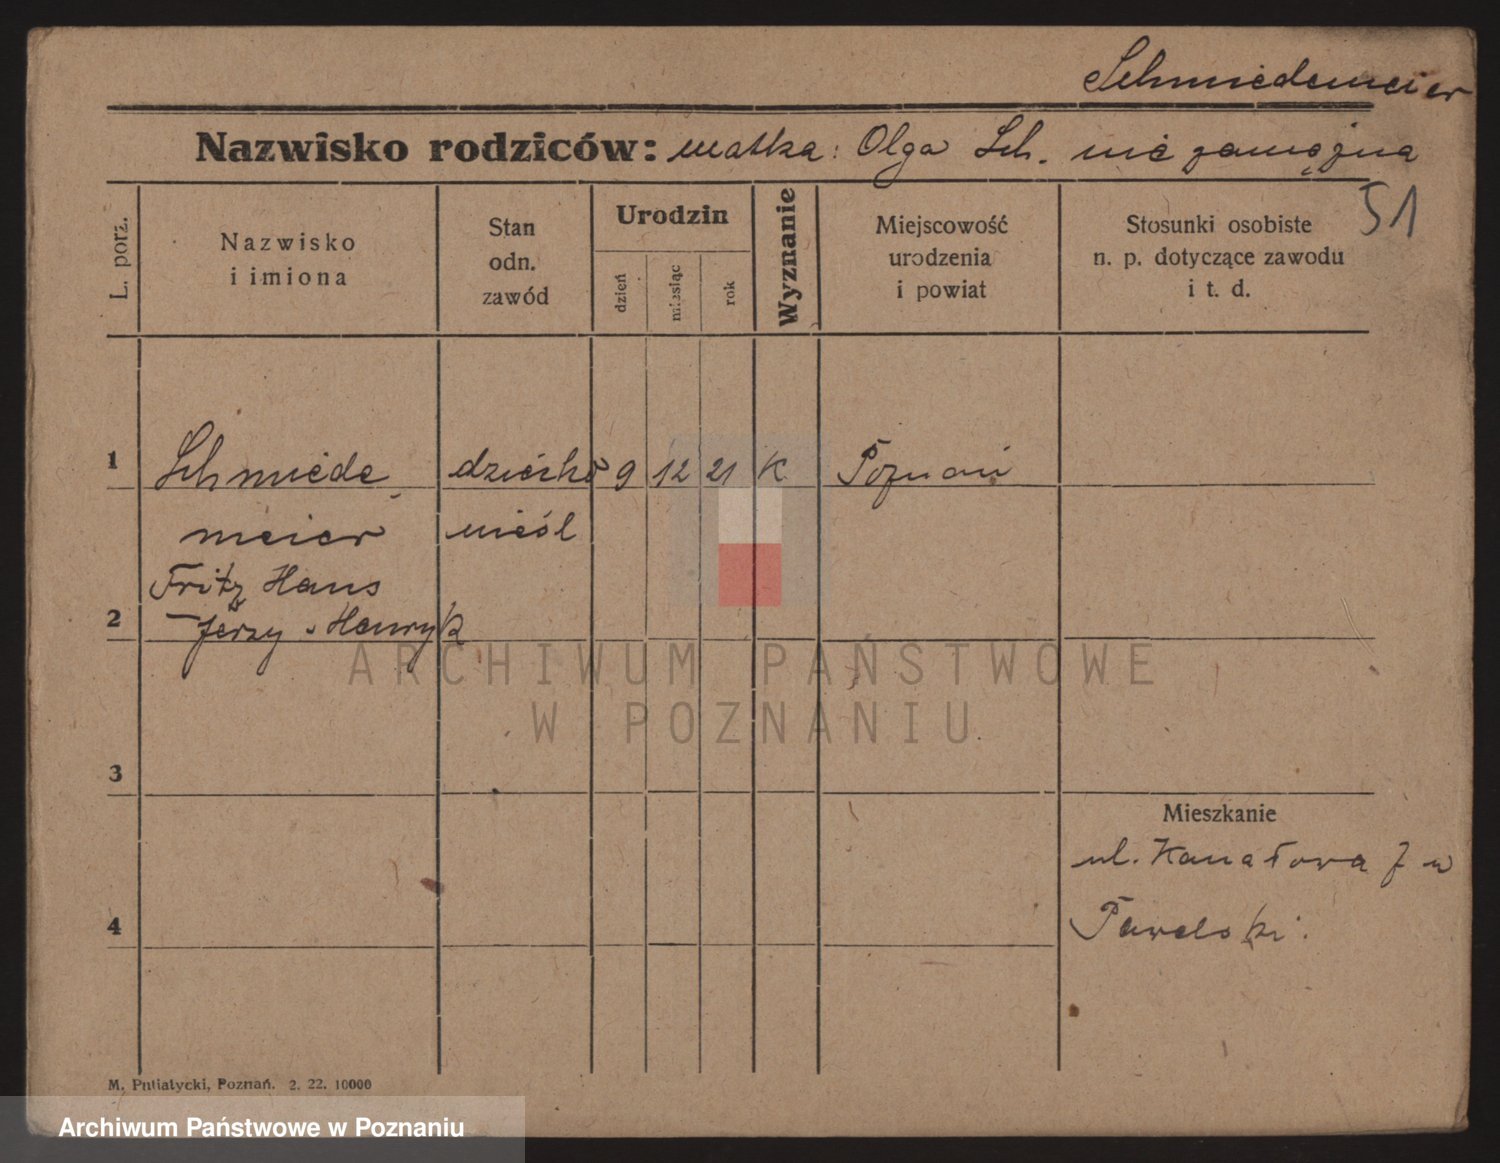 Schmiedemeier
Nazwisko rodziców: matka: Olga Sch. nie zamężna
51
L. porz.
Nazwisko
i imiona
Stan
odn.
zawód
Urodzin
dzień
miesiąc
rok
Wyznanie
Miejscowość
urodzenia
i powiat
Stosunki osobiste
n. p. dotyczące zawodu
i t. d.
1 Schmiede dziecko 9 12 21 K Poznań
meier nieśl
Fritz Hans
2 Jerzy Henryk
ARCHIWUM PAŃSTWOWE
W POZNANIU
3
Mieszkanie
ul. Kanałowa 7 u
4 Pawelski.
M. Putiatycki, Poznań. 2. 22. 10000
Archiwum Państwowe w Poznaniu